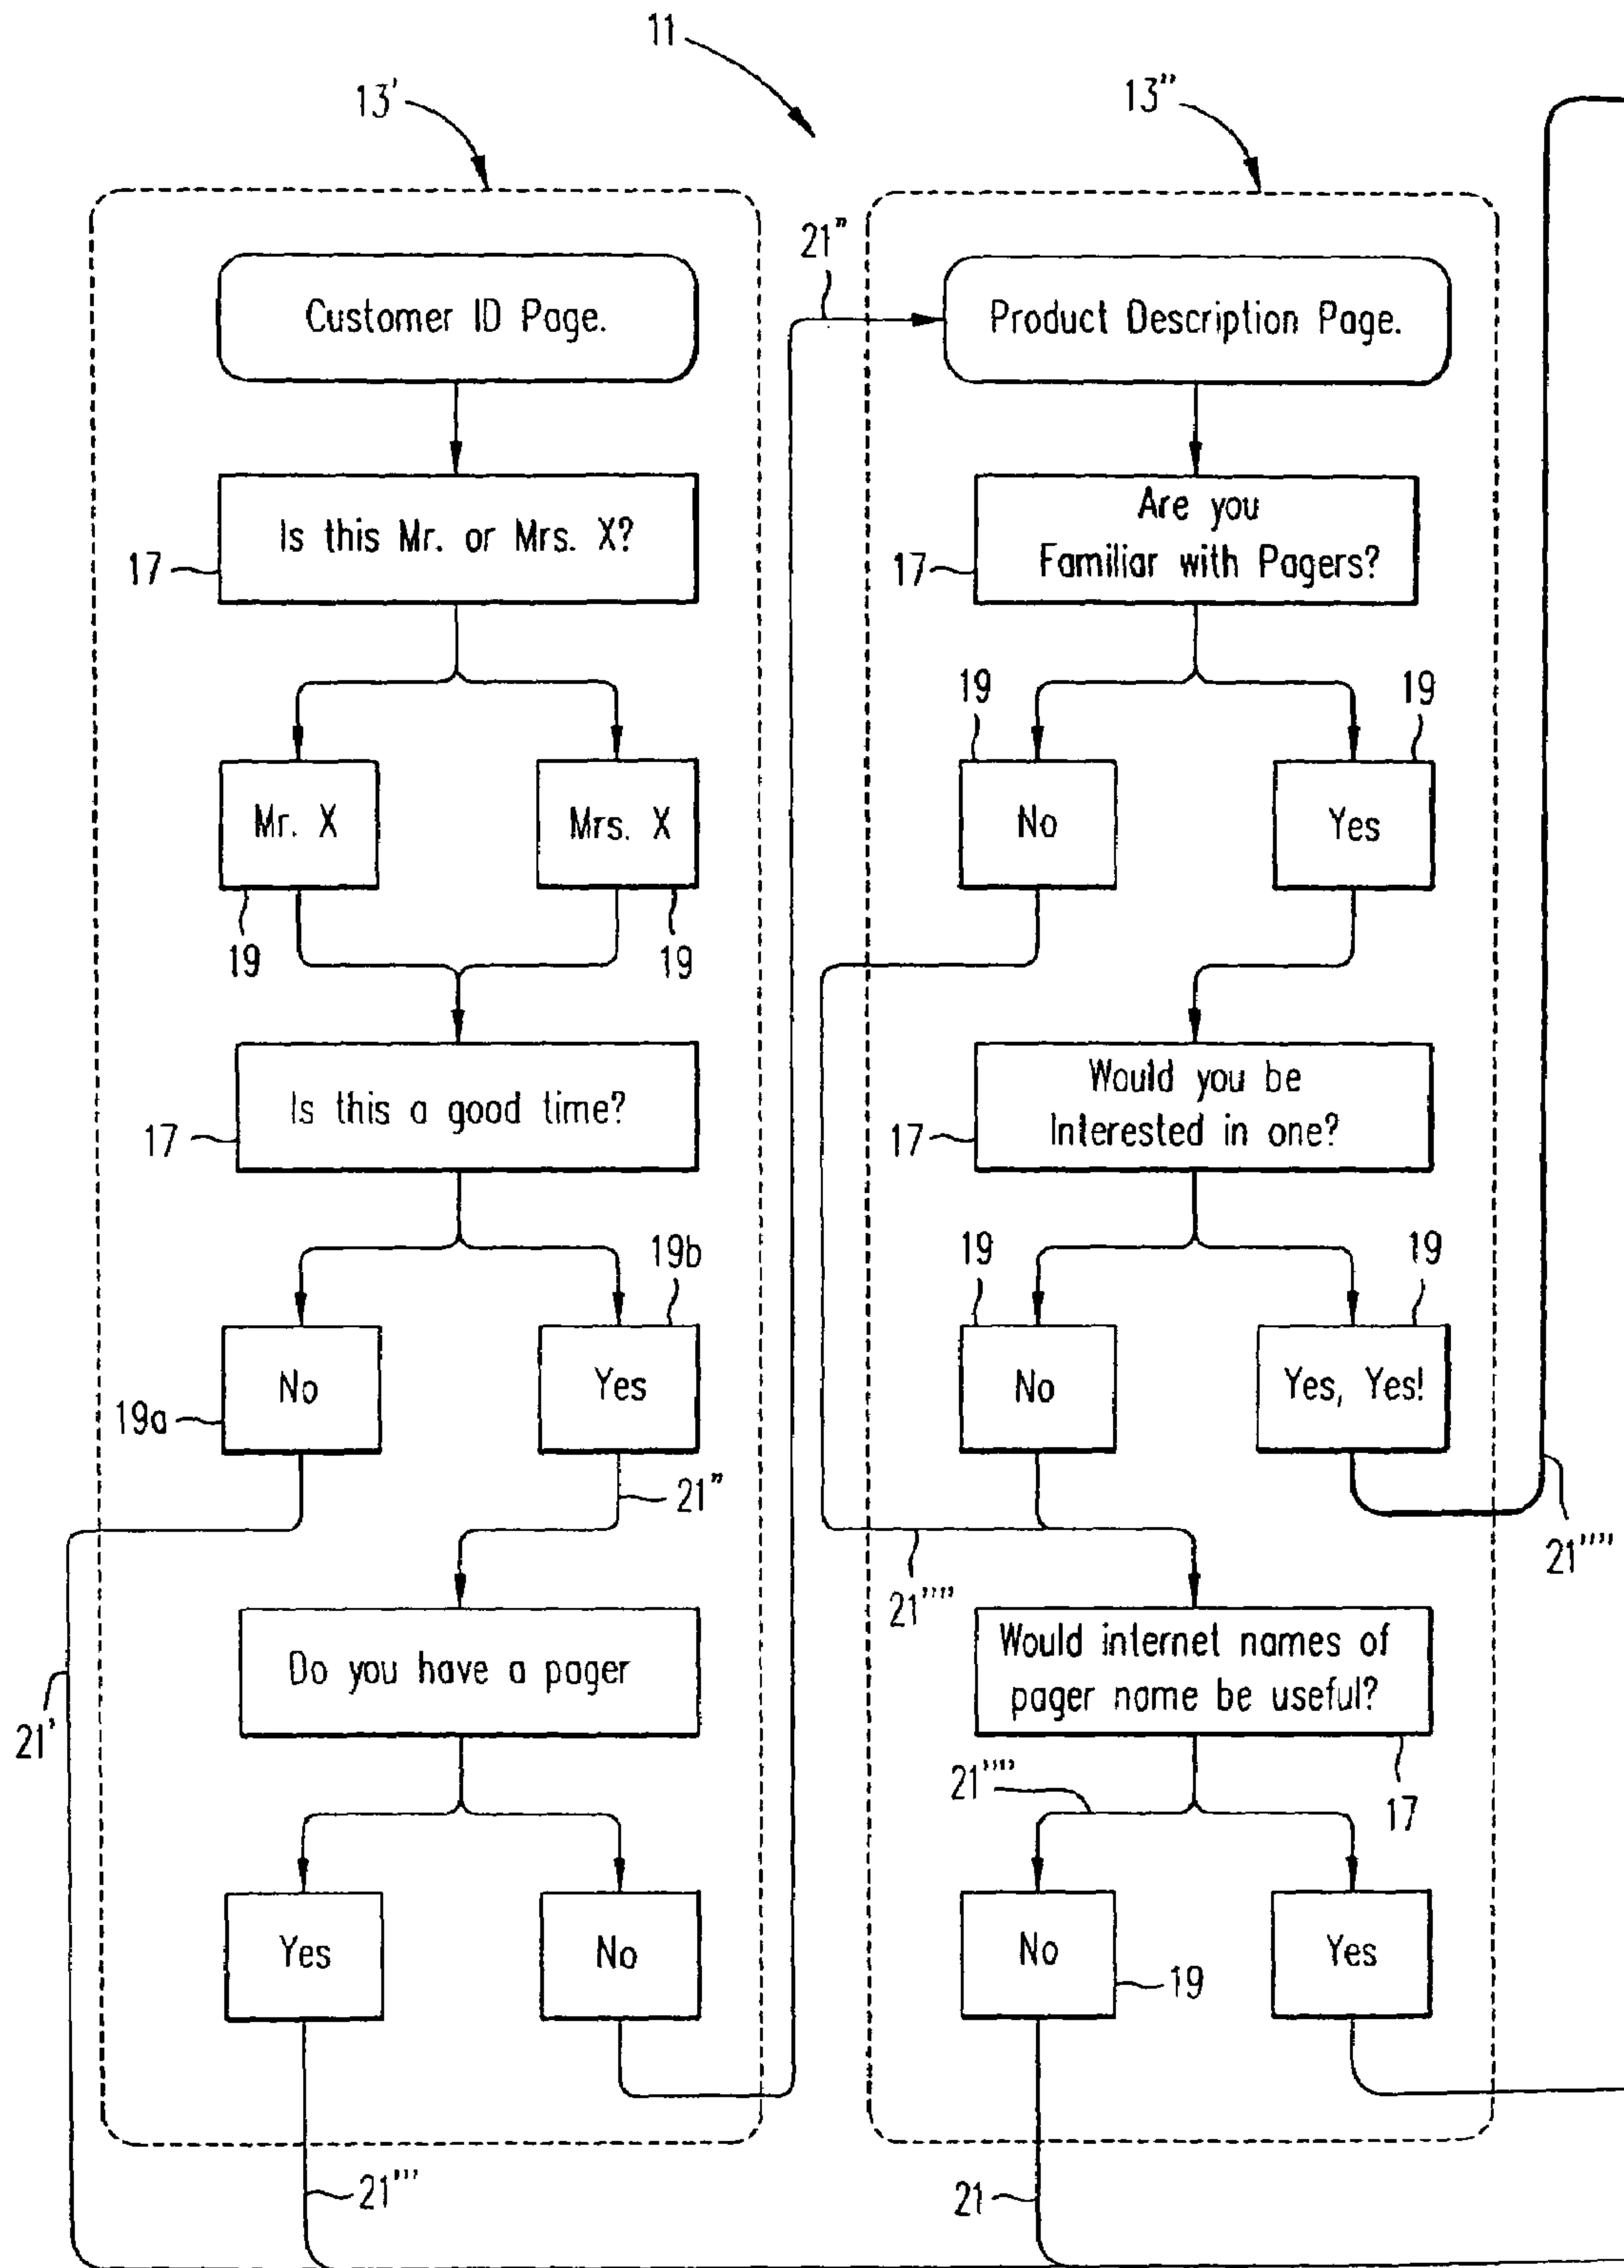 11
13'
13"
21"
Customer ID Page.
Product Description Page.
Is this Mr. or Mrs. X?
17
Are you
Familiar with Pagers?
17
19
19
Mr. X
Mrs. X
No
Yes
19
19
Is this a good time?
17
Would you be
Interested in one?
17
19b
19
19
No
Yes
No
Yes, Yes!
19a
21"
21""
21""
Do you have a pager
Would internet names of
pager name be useful?
21'
21""
17
Yes
No
No
Yes
19
21'''
21